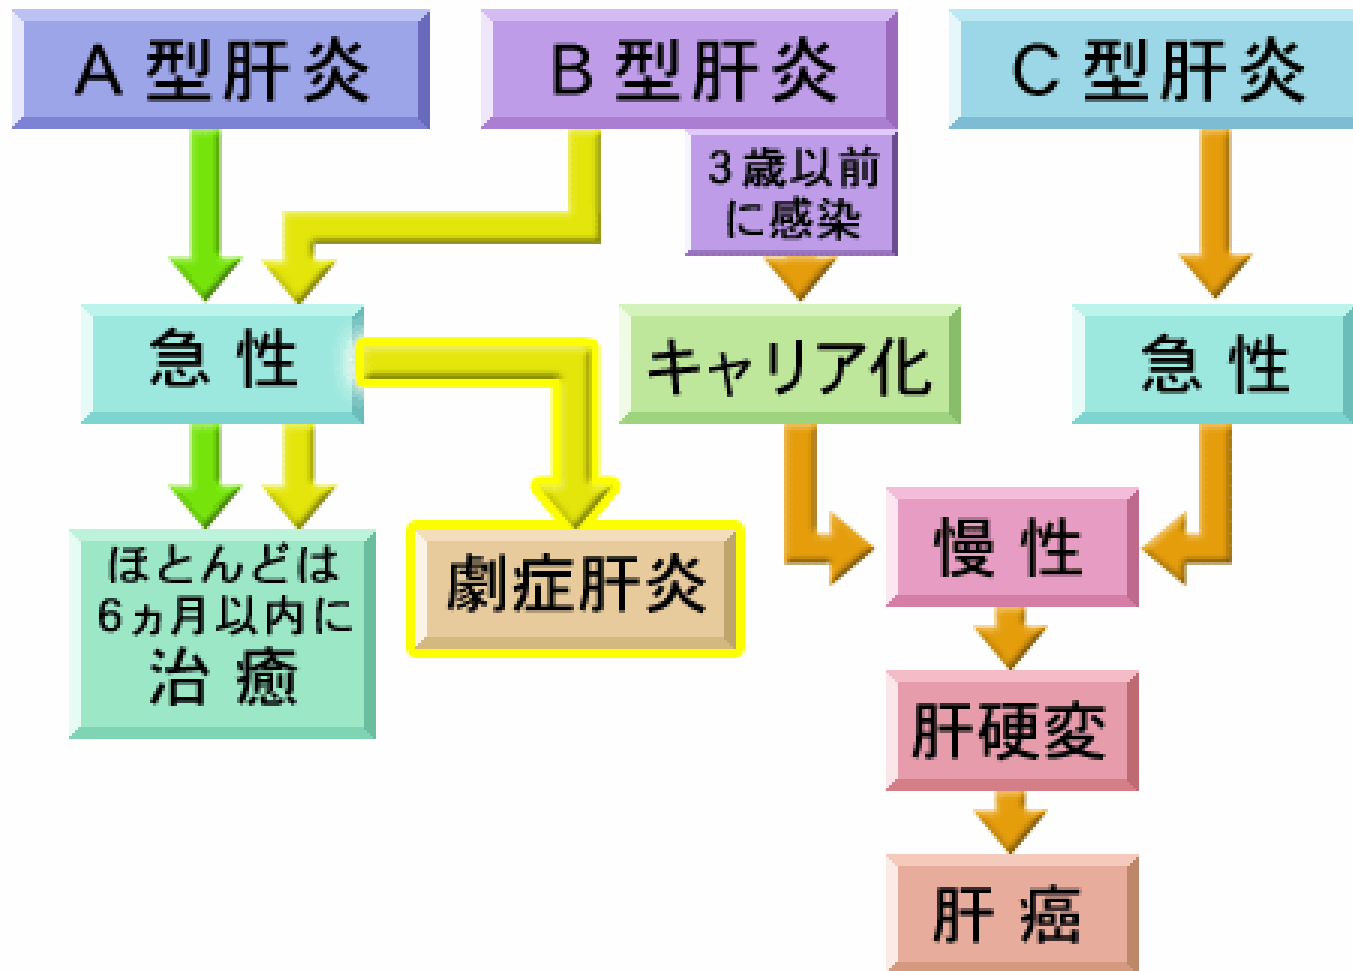 A型肝炎
B型肝炎
C型肝炎
3歳以前
に感染
急性
キャリア化
急性
ほとんどは
6ヵ月以内に
治癒
劇症肝炎
慢性
肝硬変
肝癌